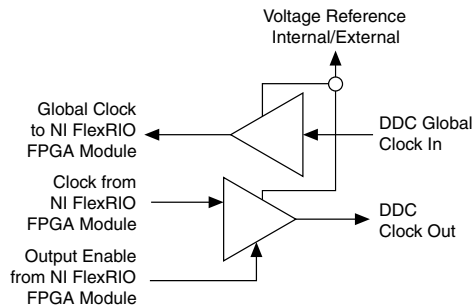 Voltage Reference
Internal/External
Global Clock
to NI FlexRIO
FPGA Module
DDC Global
Clock In
Clock from
NI FlexRIO
FPGA Module
DDC
Clock Out
Output Enable
from NI FlexRIO
FPGA Module